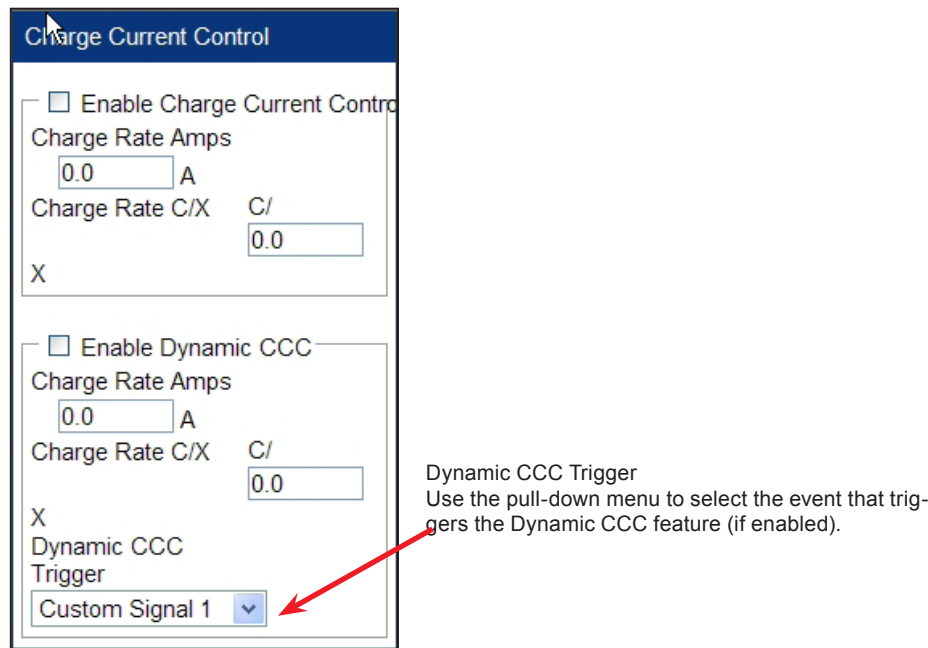 Charge Current Control
Enable Charge Current Contro
Charge Rate Amps
0.0 A
Charge Rate C/X C/
0.0
X
Enable Dynamic CCC
Charge Rate Amps
0.0 A
Charge Rate C/X C/
0.0
X
Dynamic CCC
Trigger
Custom Signal 1
Dynamic CCC Trigger
Use the pull-down menu to select the event that trig-
gers the Dynamic CCC feature (if enabled).